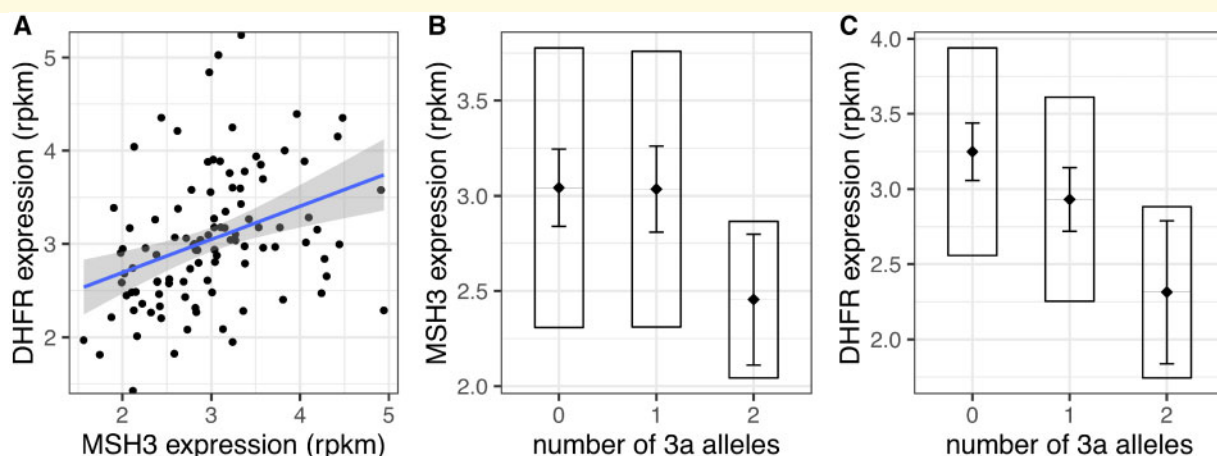 A
DHFR expression (rpkm)
5
4
3
2
2 3 4 5
MSH3 expression (rpkm)
B
MSH3 expression (rpkm)
3.5
3.0
2.5
2.0
0 1 2
number of 3a alleles
C
DHFR expression (rpkm)
4.0
3.5
3.0
2.5
2.0
0 1 2
number of 3a alleles